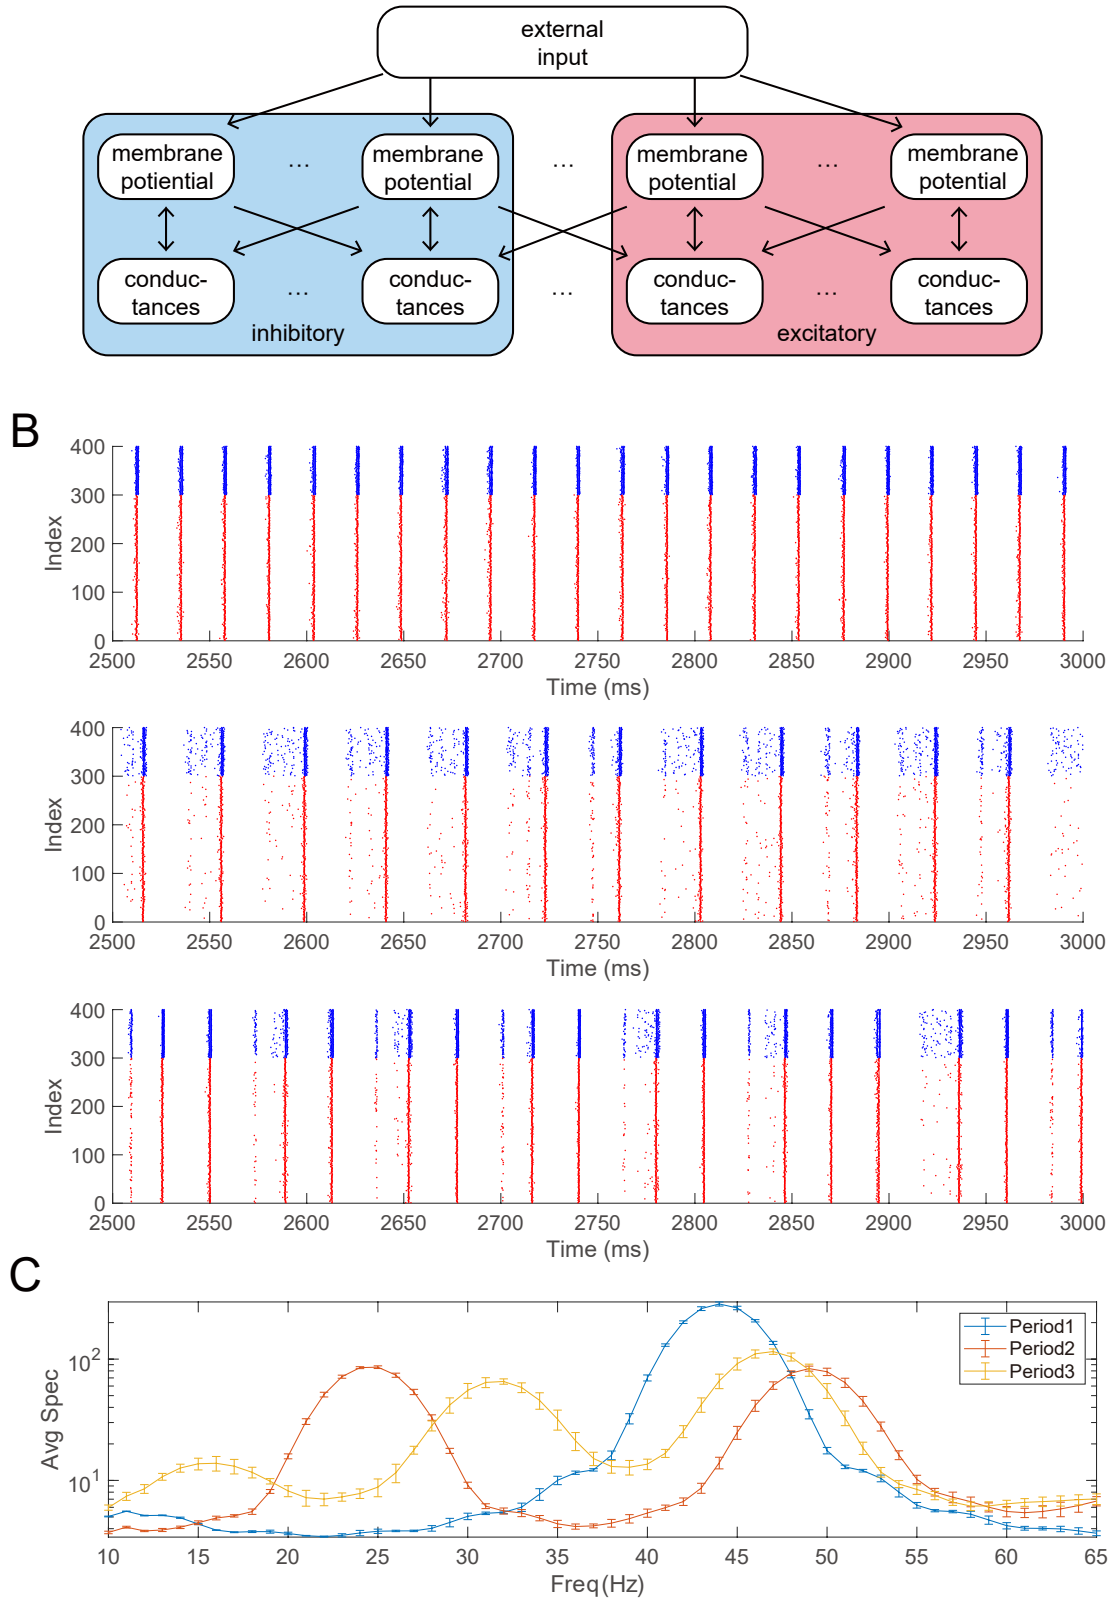 external
input
membrane
potiential
...
membrane
potential
...
membrane
potential
...
membrane
potential
conduc-
tances
...
conduc-
tances
...
conduc-
tances
...
conduc-
tances
inhibitory
excitatory
B
400
300
200
100
0
Index
2500 2550 2600 2650 2700 2750 2800 2850 2900 2950 3000
Time (ms)
400
300
200
100
0
Index
2500 2550 2600 2650 2700 2750 2800 2850 2900 2950 3000
Time (ms)
400
300
200
100
0
Index
2500 2550 2600 2650 2700 2750 2800 2850 2900 2950 3000
Time (ms)
C
Avg Spec
10²
10¹
Period1
Period2
Period3
10 15 20 25 30 35 40 45 50 55 60 65
Freq(Hz)